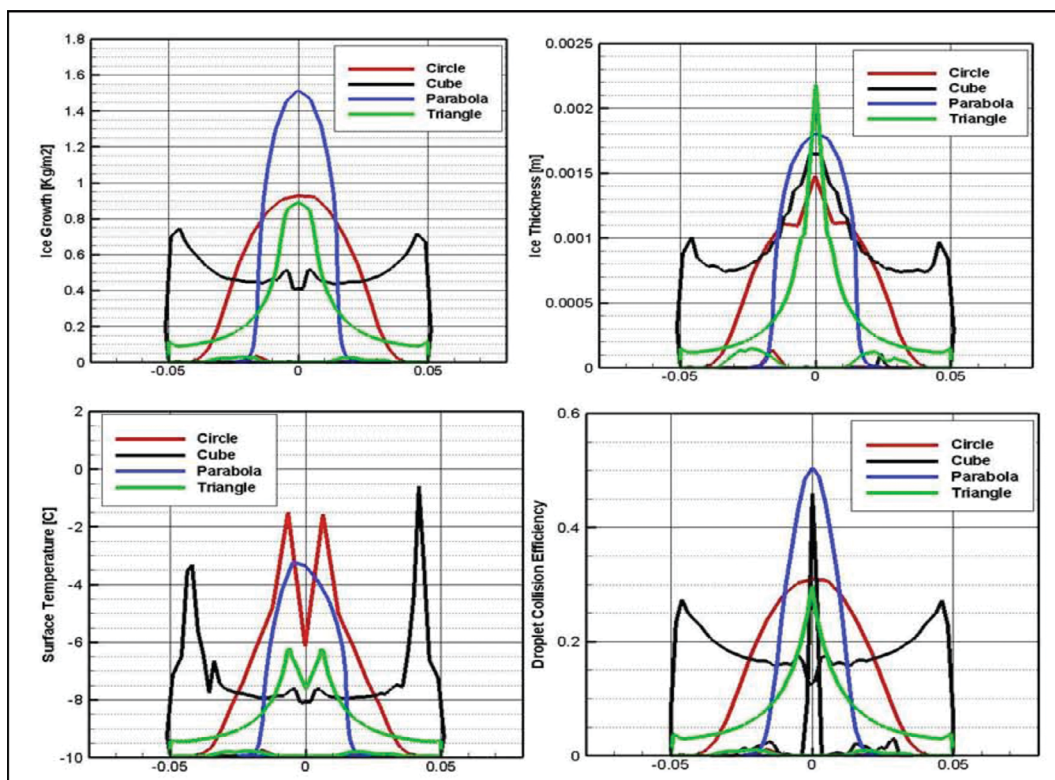 Ice Growth [Kg/m2]
1.8
1.6
1.4
1.2
1
0.8
0.6
0.4
0.2
0
-0.05
0
0.05
Circle
Cube
Parabola
Triangle
Ice Thickness [m]
0.0025
0.002
0.0015
0.001
0.0005
0
-0.05
0
0.05
Circle
Cube
Parabola
Triangle
Surface Temperature [C]
2
0
-2
-4
-6
-8
-10
-0.05
0
0.05
Circle
Cube
Parabola
Triangle
Droplet Collision Efficiency
0.6
0.4
0.2
0
-0.05
0
0.05
Circle
Cube
Parabola
Triangle